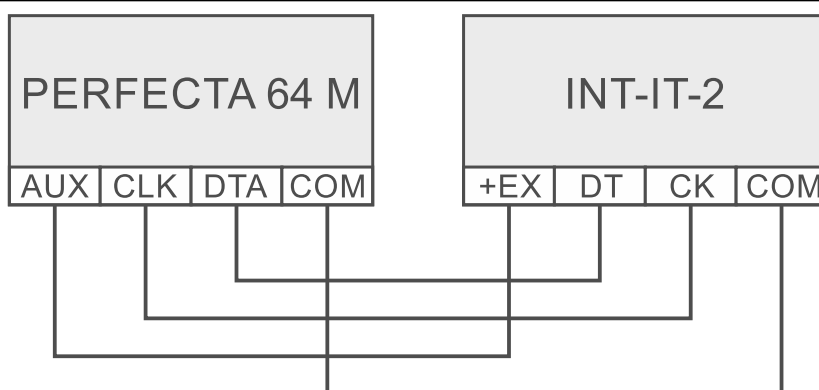 PERFECTA 64 M
INT-IT-2
AUX CLK DTA COM
+EX DT CK COM